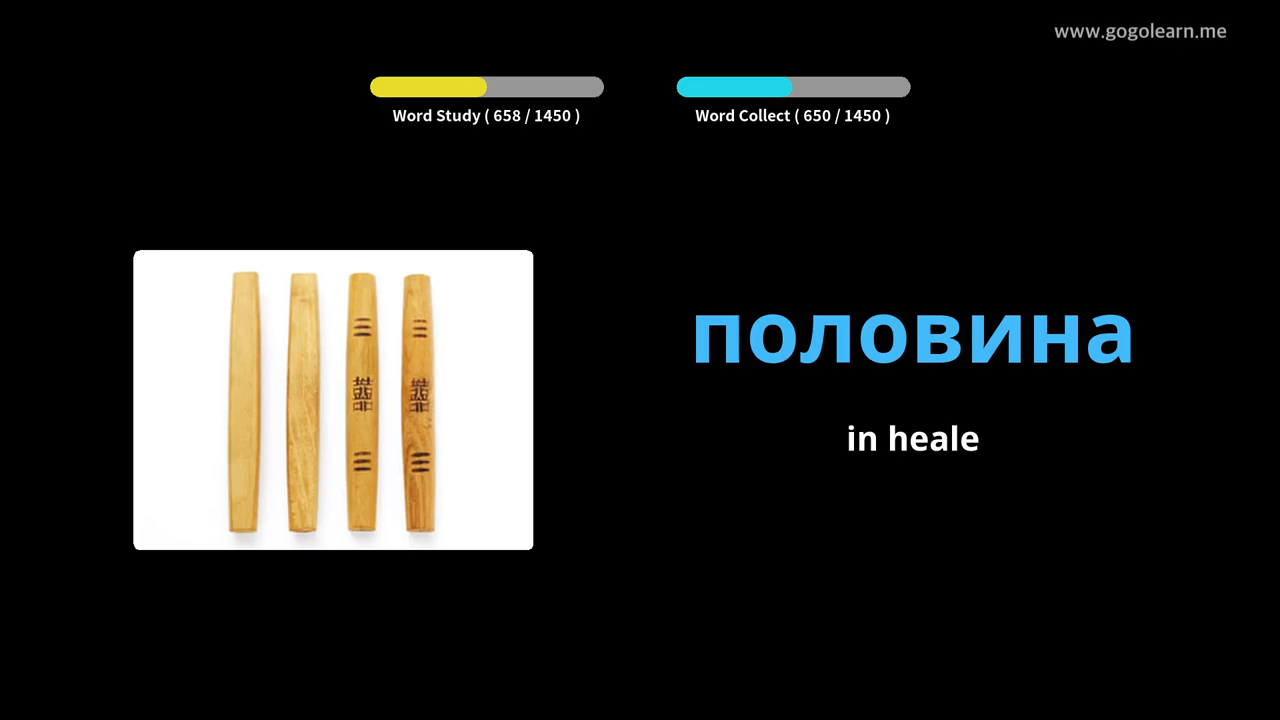 www.gogolearn.me
Word Study ( 658 / 1450 )
Word Collect ( 650 / 1450 )
половина
in heale